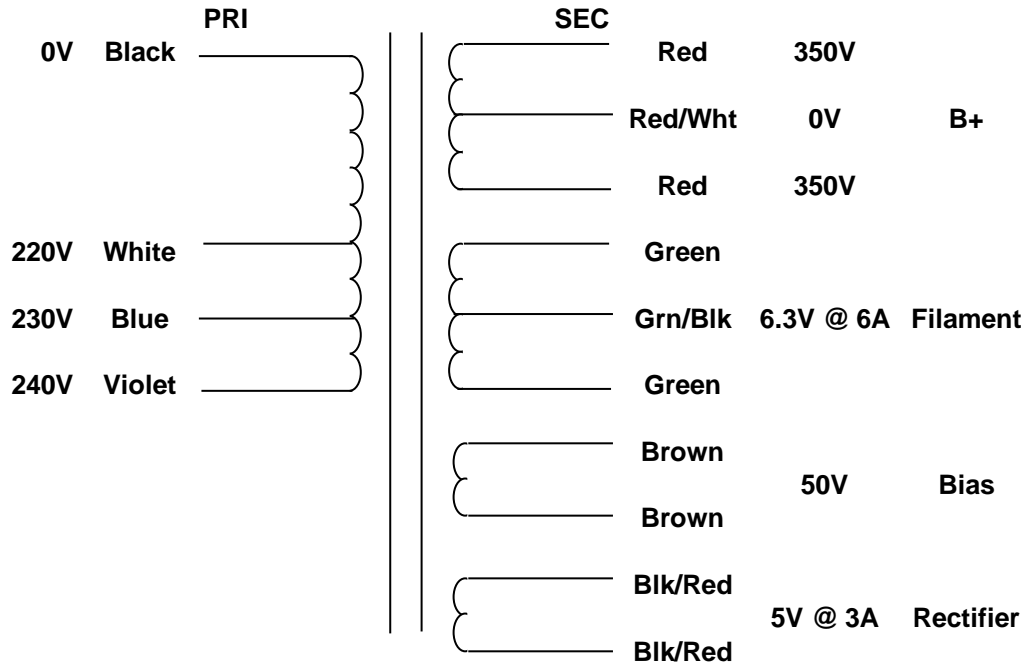 PRI SEC
0V Black Red 350V
Red/Wht 0V B+
Red 350V
220V White Green
230V Blue Grn/Blk 6.3V @ 6A Filament
240V Violet Green
Brown
50V Bias
Brown
Blk/Red
5V @ 3A Rectifier
Blk/Red